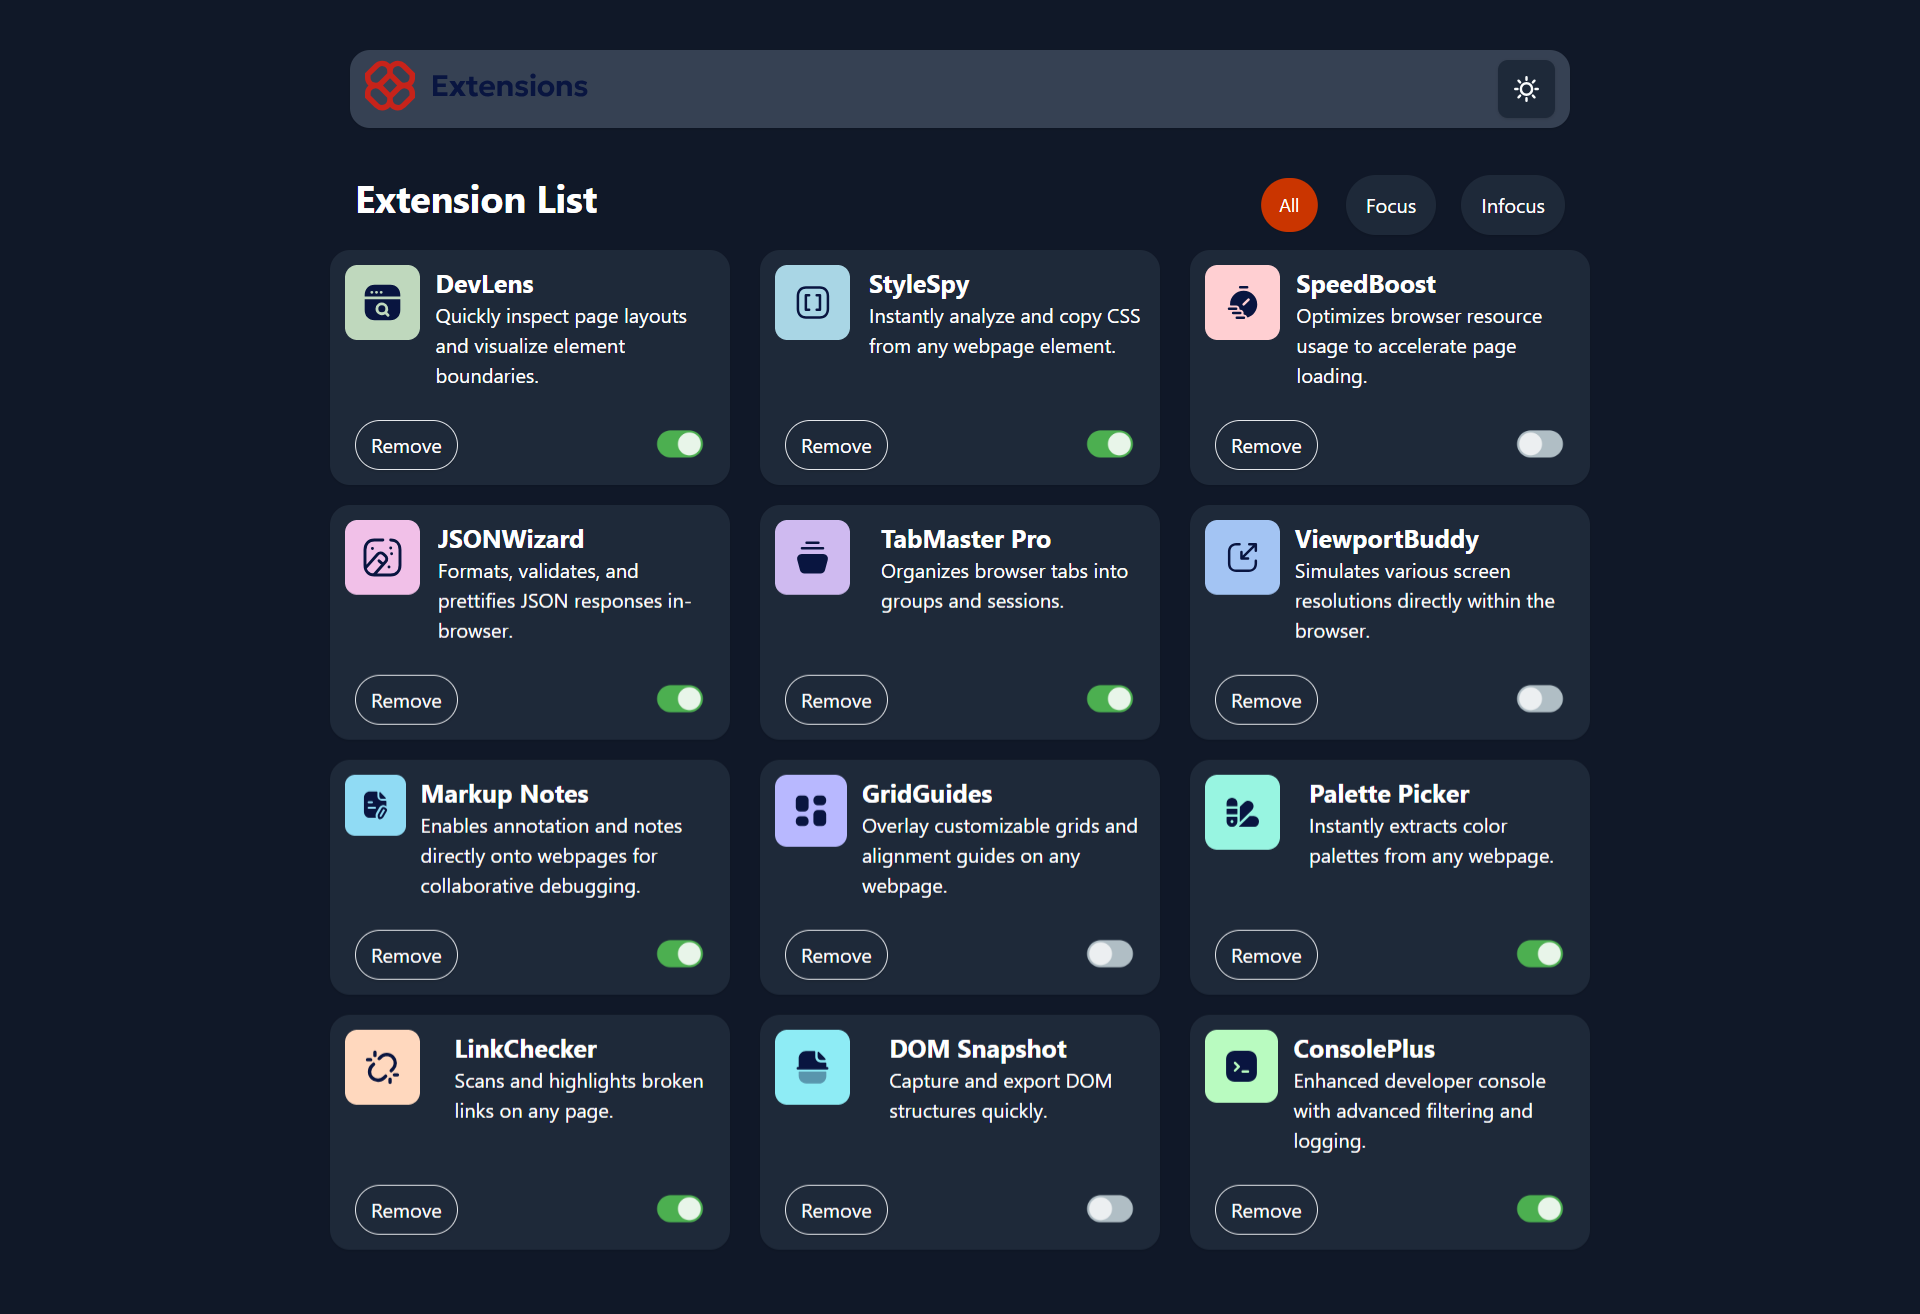 Extensions
Extension List
All
Focus
Infocus
DevLens
Quickly inspect page layouts
and visualize element
boundaries.
Remove
StyleSpy
Instantly analyze and copy CSS
from any webpage element.
Remove
SpeedBoost
Optimizes browser resource
usage to accelerate page
loading.
Remove
JSONWizard
Formats, validates, and
prettifies JSON responses in-
browser.
Remove
TabMaster Pro
Organizes browser tabs into
groups and sessions.
Remove
ViewportBuddy
Simulates various screen
resolutions directly within the
browser.
Remove
Markup Notes
Enables annotation and notes
directly onto webpages for
collaborative debugging.
Remove
GridGuides
Overlay customizable grids and
alignment guides on any
webpage.
Remove
Palette Picker
Instantly extracts color
palettes from any webpage.
Remove
LinkChecker
Scans and highlights broken
links on any page.
Remove
DOM Snapshot
Capture and export DOM
structures quickly.
Remove
ConsolePlus
Enhanced developer console
with advanced filtering and
logging.
Remove